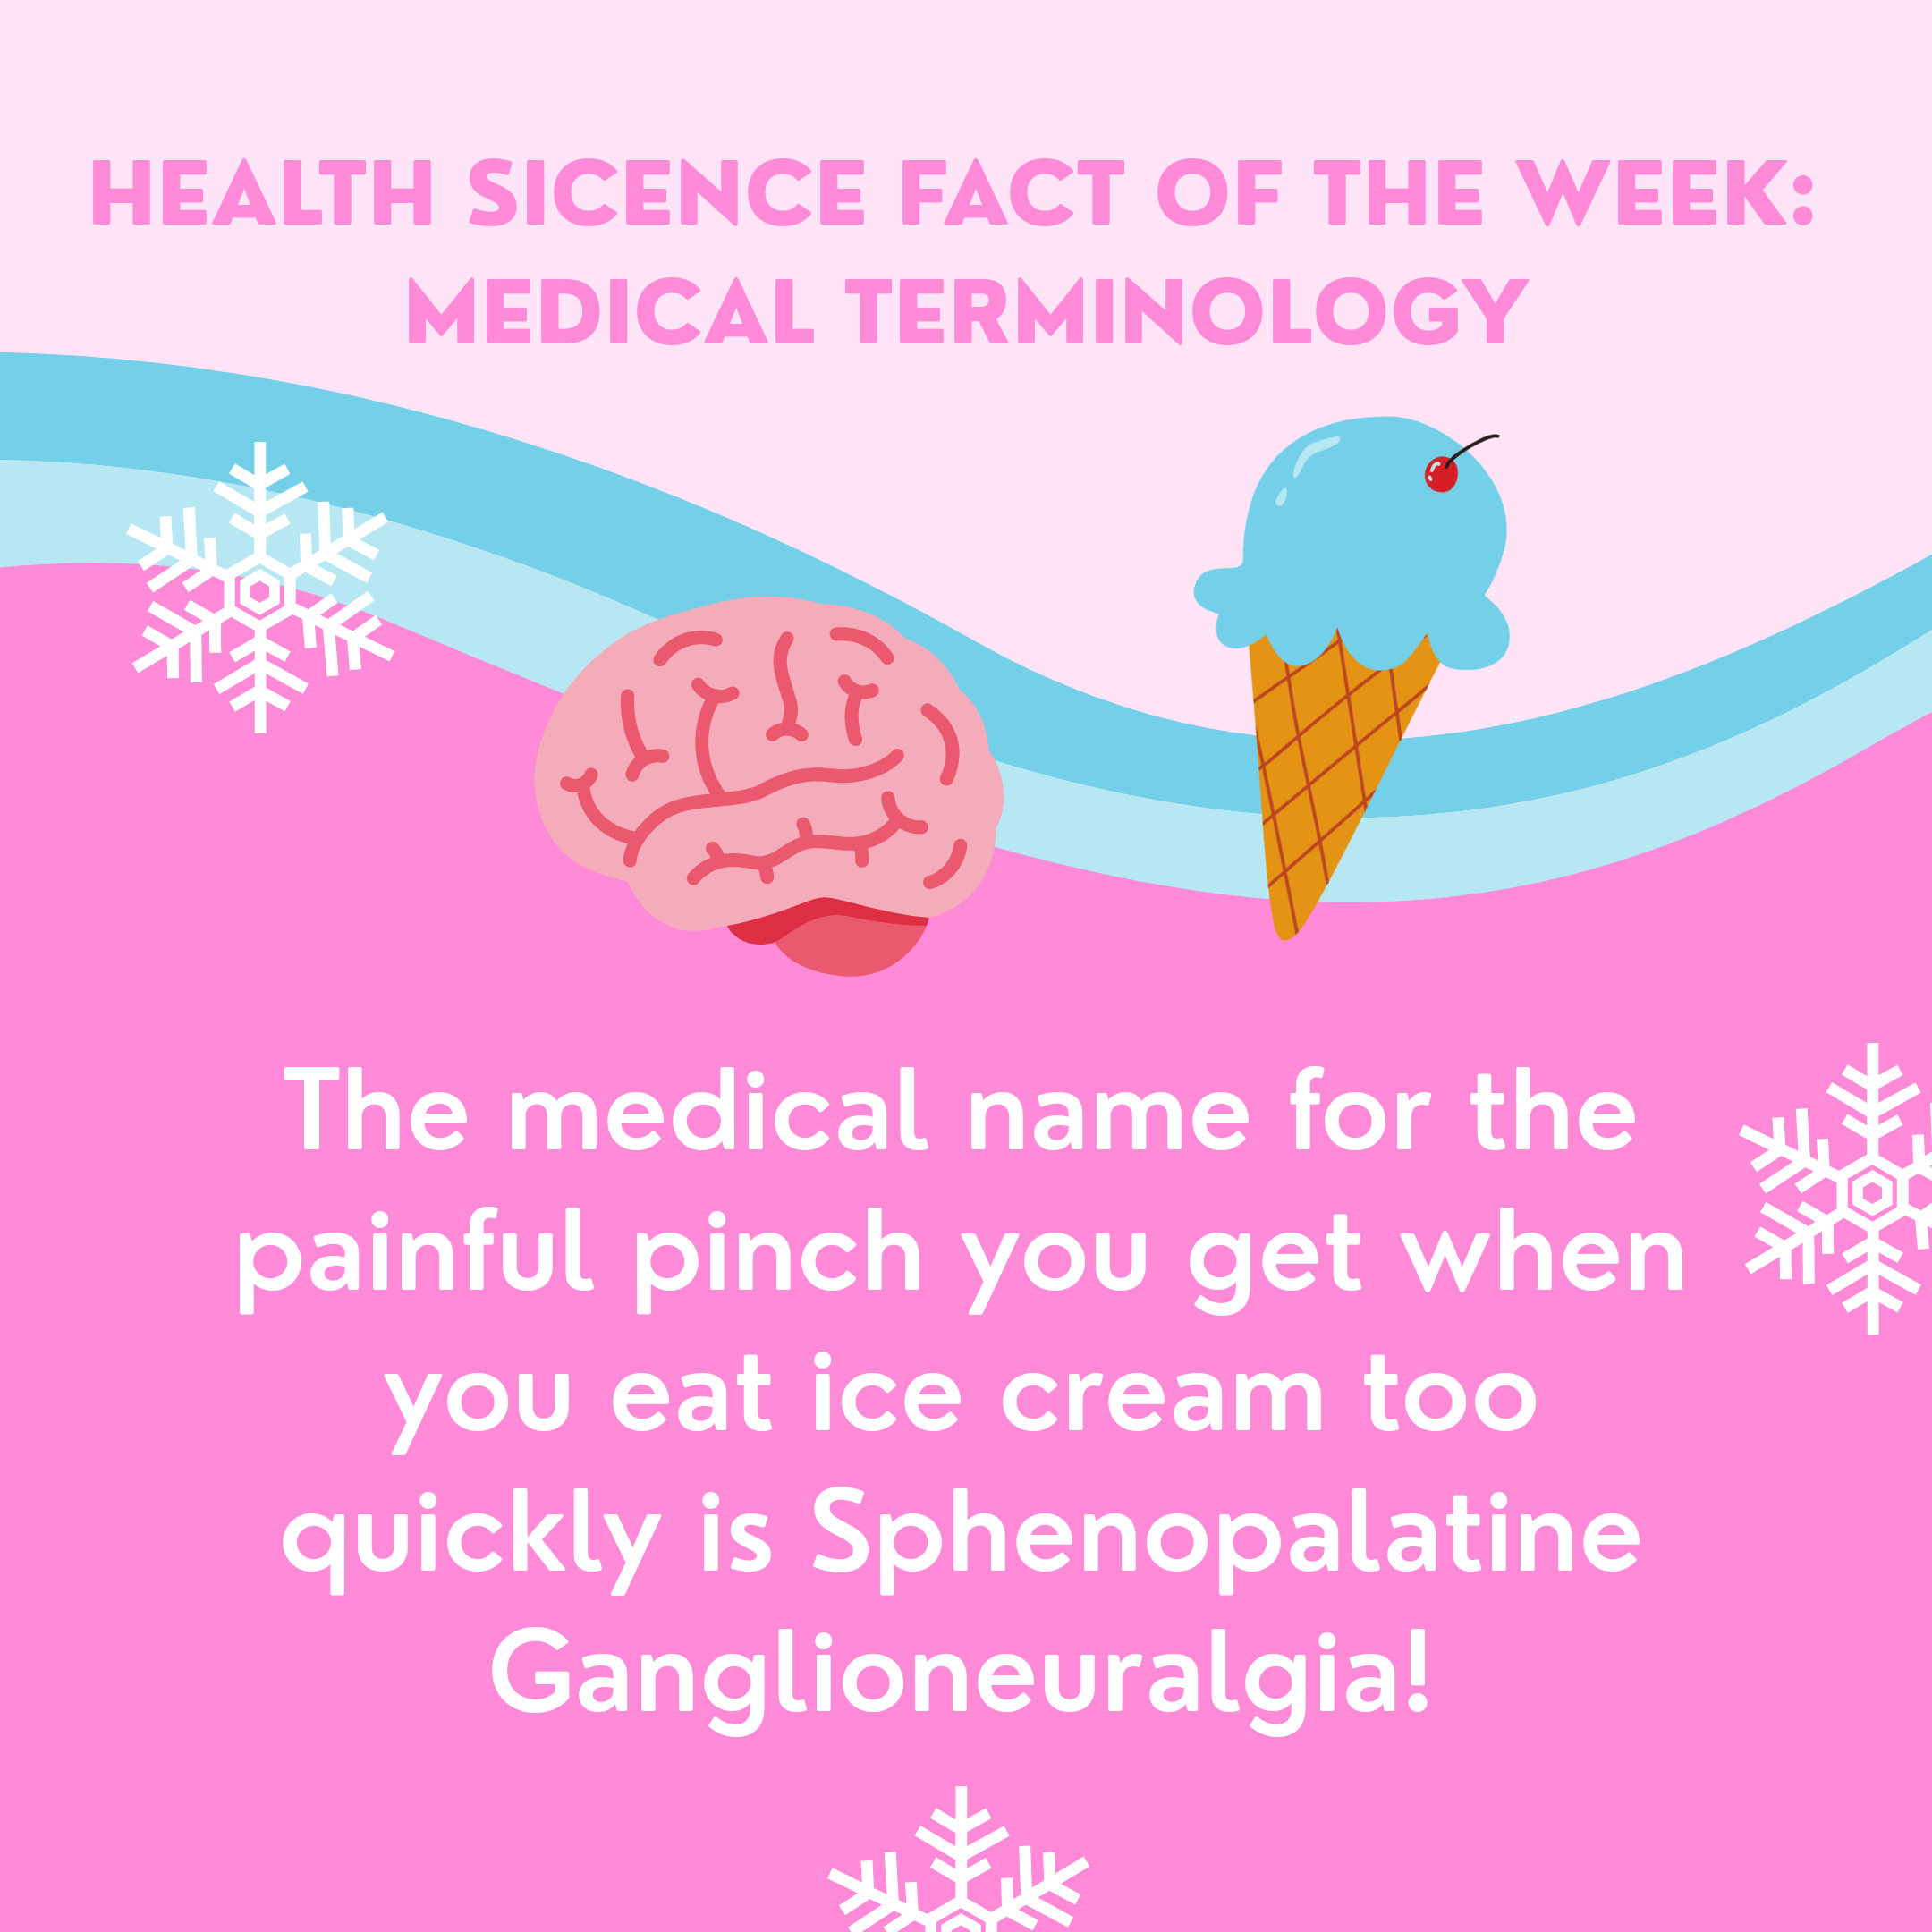 HEALTH SICENCE FACT OF THE WEEK:
MEDICAL TERMINOLOGY
The medical name for the
painful pinch you get when
you eat ice cream too
quickly is Sphenopalatine
Ganglioneuralgia!